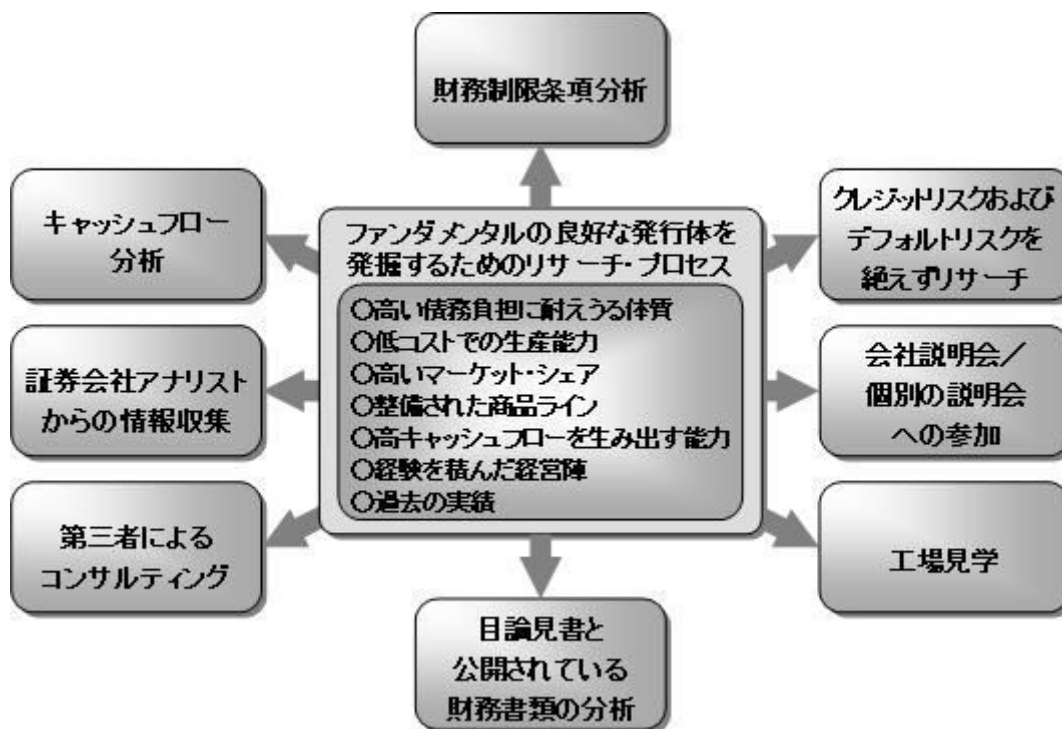 財務制限条項分析
キャッシュフロー
分析
クレジットリスクおよび
デフォルトリスクを
絶えずリサーチ
ファンダメンタルの良好な発行体を
発掘するためのリサーチ・プロセス
○高い債務負担に耐えうる体質
○低コストでの生産能力
○高いマーケット・シェア
○整備された商品ライン
○高キャッシュフローを生み出す能力
○経験を積んだ経営陣
○過去の実績
証券会社アナリスト
からの情報収集
会社説明会／
個別の説明会
への参加
第三者による
コンサルティング
工場見学
目論見書と
公開されている
財務書類の分析